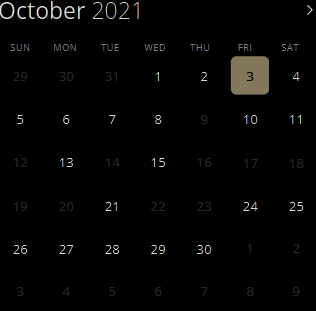 October 2021
SUN MON TUE WED THU FRI SAT
29 30 31 1 2 3 4
5 6 7 8 9 10 11
12 13 14 15 16 17 18
19 20 21 22 23 24 25
26 27 28 29 30 1 2
3 4 5 6 7 8 9